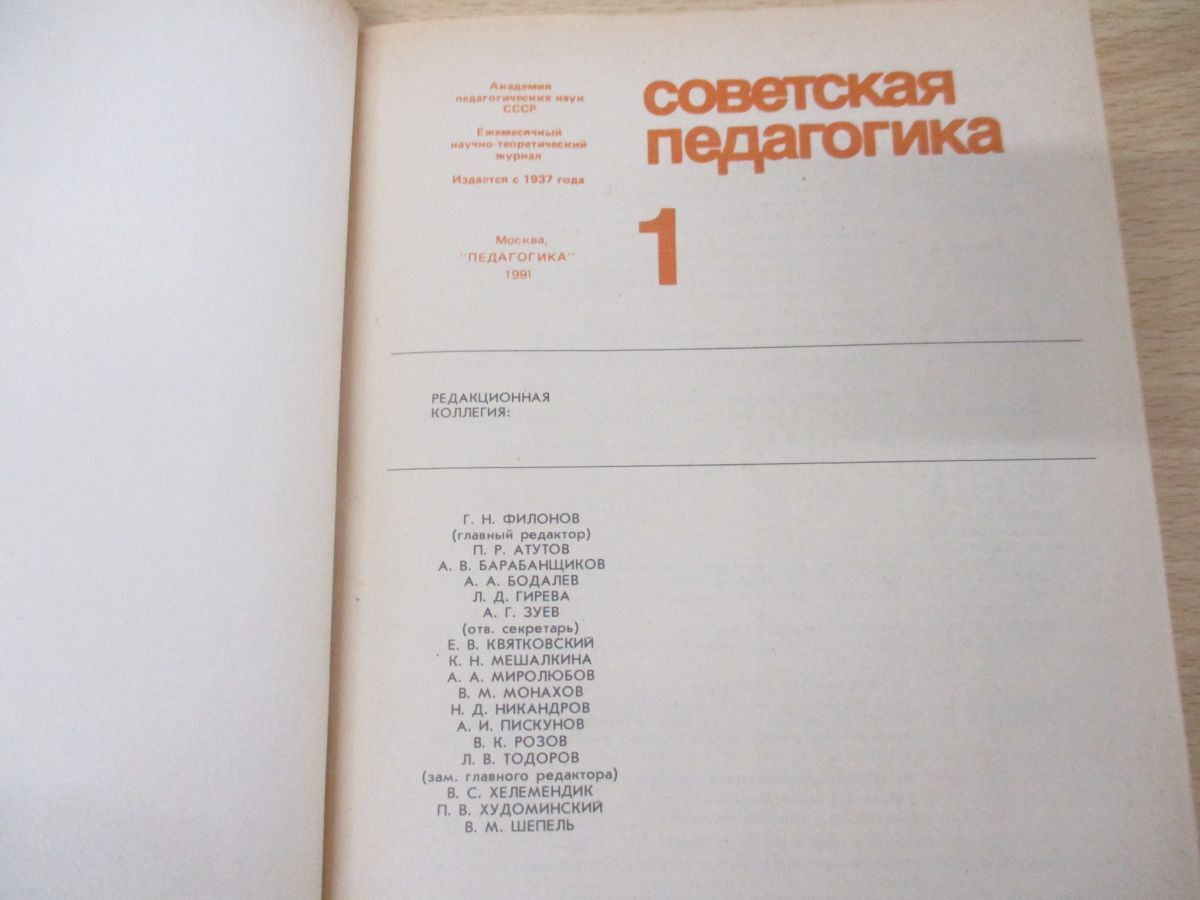 Академия
педагогических наук
СССР
Ежемесячный
научно-теоретический
журнал
Издается с 1937 года
Москва,
"ПЕДАГОГИКА"
1991
советская
педагогика
1
РЕДАКЦИОННАЯ
КОЛЛЕГИЯ:
Г. Н. ФИЛОНОВ
(главный редактор)
П. Р. АТУТОВ
А. В. БАРАБАНЩИКОВ
А. А. БОДАЛЕВ
Л. Д. ГИРЕВА
А. Г. ЗУЕВ
(отв. секретарь)
Е. В. КВЯТКОВСКИЙ
К. Н. МЕШАЛКИНА
А. А. МИРОЛЮБОВ
В. М. МОНАХОВ
Н. Д. НИКАНДРОВ
А. И. ПИСКУНОВ
В. К. РОЗОВ
Л. В. ТОДОРОВ
(зам. главного редактора)
В. С. ХЕЛЕМЕНДИК
П. В. ХУДОМИНСКИЙ
В. М. ШЕПЕЛЬ